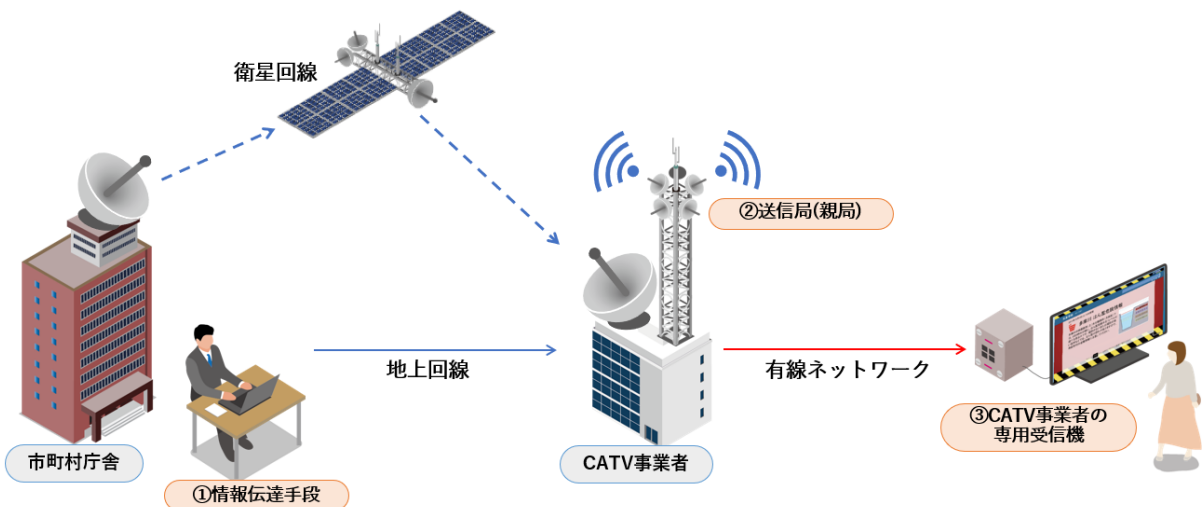 衛星回線
②送信局(親局)
地上回線
有線ネットワーク
市町村庁舎
①情報伝達手段
CATV事業者
③CATV事業者の
専用受信機